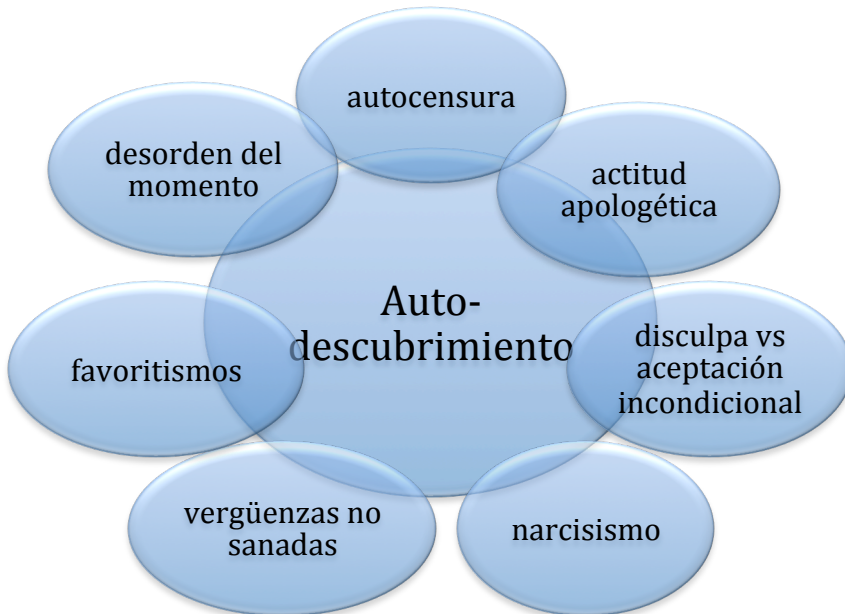 autocensura
desorden del
momento
actitud
apologética
Auto-
descubrimiento
disculpa vs
aceptación
incondicional
favoritismos
vergüenzas no
sanadas
narcisismo